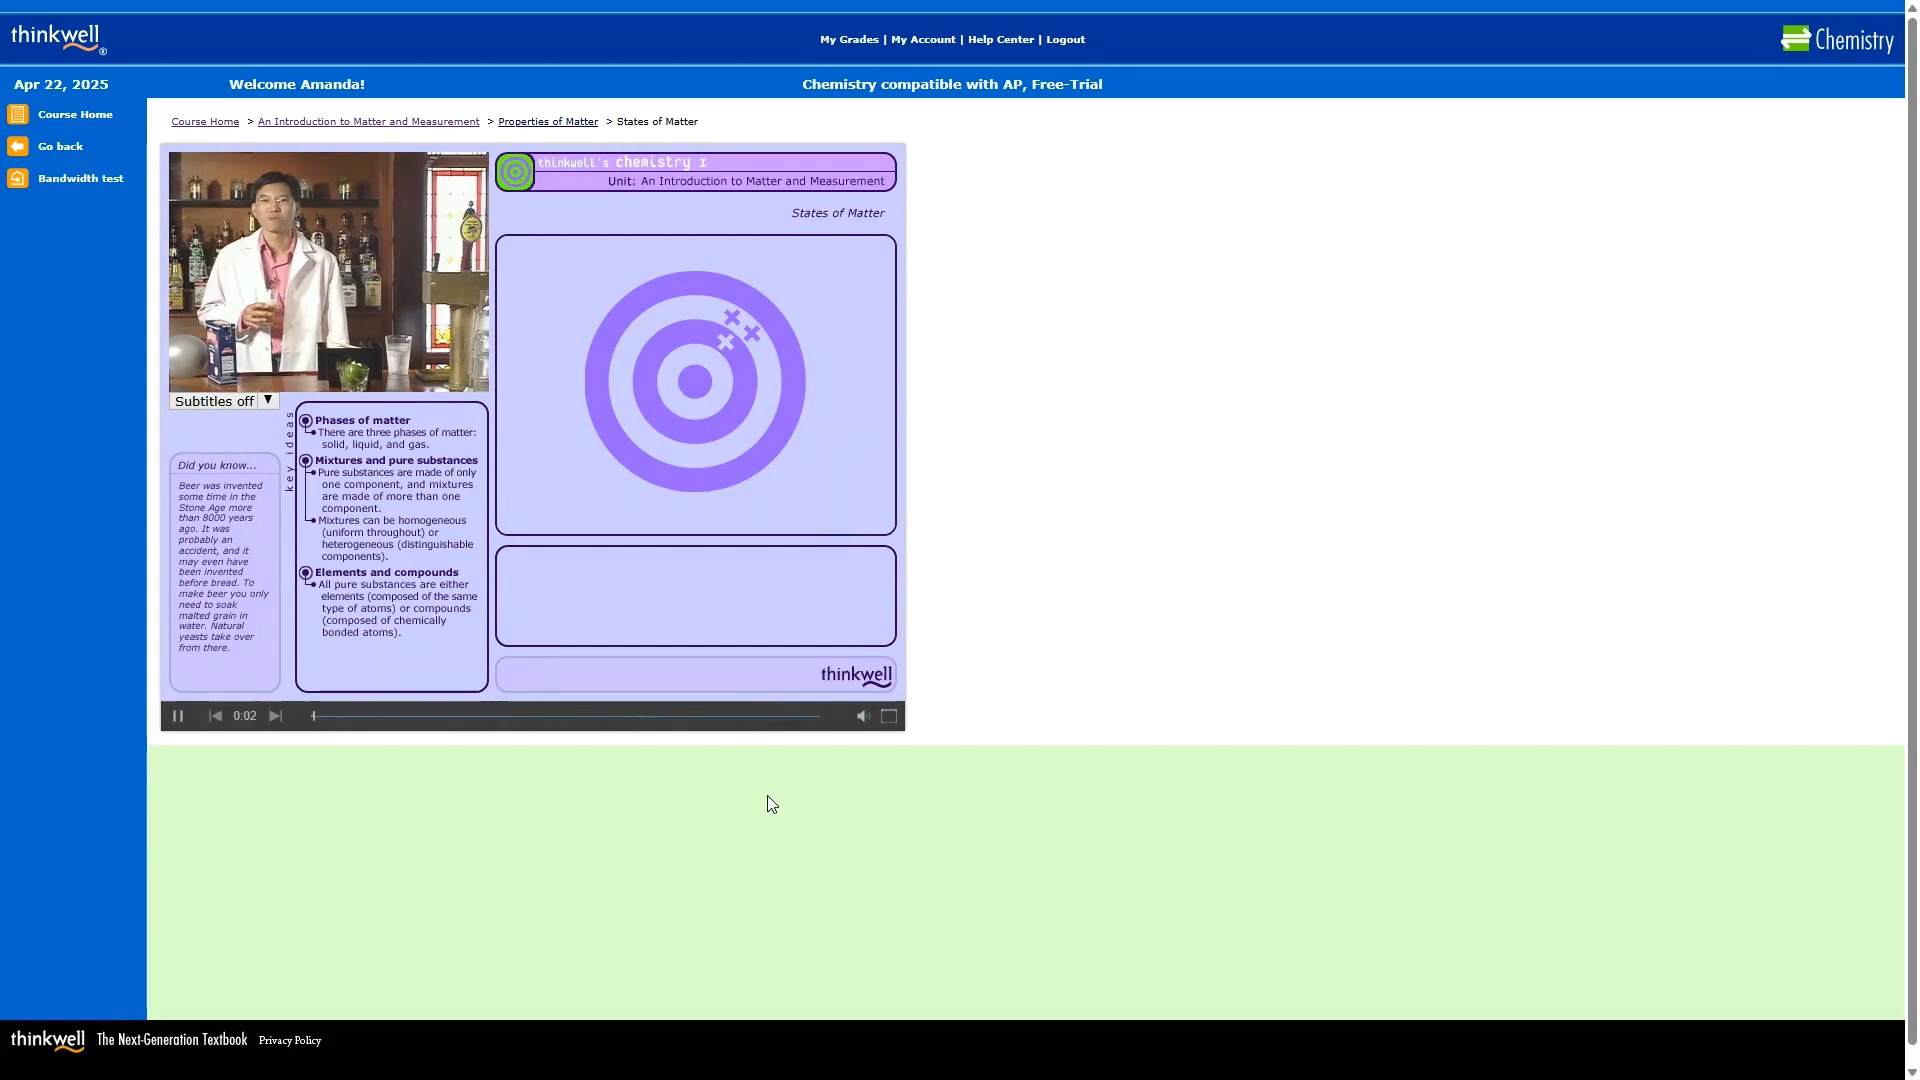 thinkwell®
My Grades | My Account | Help Center | Logout
Chemistry
Apr 22, 2025
Welcome Amanda!
Chemistry compatible with AP, Free-Trial
Course Home
Go back
Bandwidth test
Course Home > An Introduction to Matter and Measurement > Properties of Matter > States of Matter
thinkwell's chemistry I
Unit: An Introduction to Matter and Measurement
States of Matter
Subtitles off ▼
Did you know...
Beer was invented
some time in the
Stone Age more
than 8000 years
ago. It was
probably an
accident, and it
may even have
been invented
before bread. To
make beer you only
need to soak
malted grain in
water. Natural
yeasts take over
from there.
key ideas
Phases of matter
There are three phases of matter:
solid, liquid, and gas.
Mixtures and pure substances
Pure substances are made of only
one component, and mixtures
are made of more than one
component.
Mixtures can be homogeneous
(uniform throughout) or
heterogeneous (distinguishable
components).
Elements and compounds
All pure substances are either
elements (composed of the same
type of atoms) or compounds
(composed of chemically
bonded atoms).
thinkwell
0:02
thinkwell The Next-Generation Textbook Privacy Policy